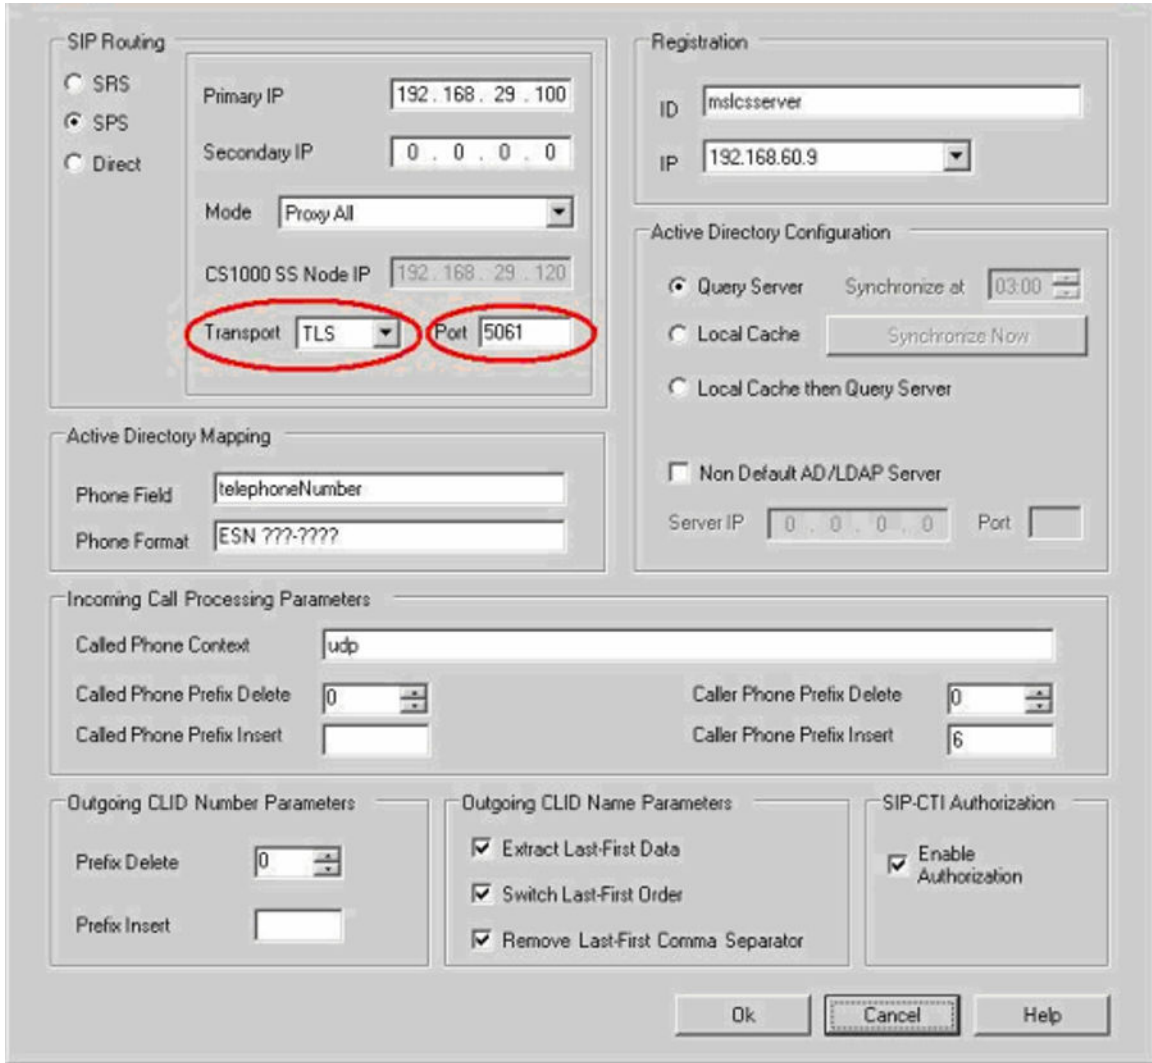 SIP Routing
SRS
SPS
Direct
Primary IP 192 . 168 . 29 . 100
Secondary IP 0 . 0 . 0 . 0
Mode Proxy All
CS1000 SS Node IP 192 . 168 . 29 . 120
Transport TLS Port 5061
Registration
ID mslcsserver
IP 192.168.60.9
Active Directory Configuration
Query Server Synchronize at 03:00
Local Cache Synchronize Now
Local Cache then Query Server
Non Default AD/LDAP Server
Server IP 0 . 0 . 0 . 0 Port
Active Directory Mapping
Phone Field telephoneNumber
Phone Format ESN ???-????
Incoming Call Processing Parameters
Called Phone Context udp
Called Phone Prefix Delete 0 Caller Phone Prefix Delete 0
Called Phone Prefix Insert Caller Phone Prefix Insert 6
Outgoing CLID Number Parameters
Prefix Delete 0
Prefix Insert
Outgoing CLID Name Parameters
Extract Last-First Data
Switch Last-First Order
Remove Last-First Comma Separator
SIP-CTI Authorization
Enable
Authorization
Ok Cancel Help